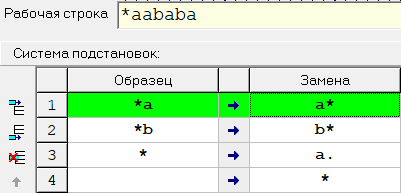 Рабочая строка *aababa
Система подстановок:
Образец Замена
1 *a → a*
2 *b → b*
3 * → a.
4 → *